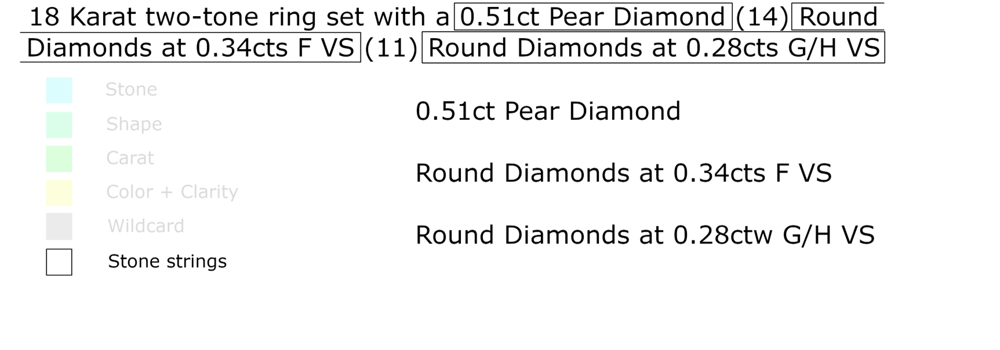 18 Karat two-tone ring set with a 0.51ct Pear Diamond (14) Round
Diamonds at 0.34cts F VS (11) Round Diamonds at 0.28cts G/H VS
Stone
Shape
Carat
Color + Clarity
Wildcard
Stone strings
0.51ct Pear Diamond
Round Diamonds at 0.34cts F VS
Round Diamonds at 0.28ctw G/H VS